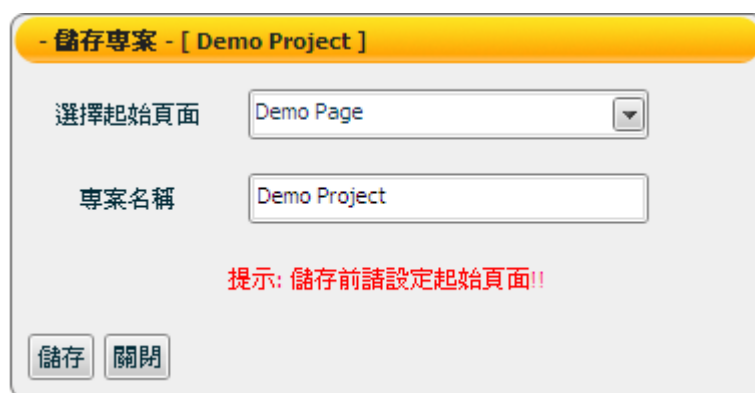 - 儲存專案 - [ Demo Project ]
選擇起始頁面 Demo Page
專案名稱 Demo Project
提示: 儲存前請設定起始頁面!!
儲存 關閉